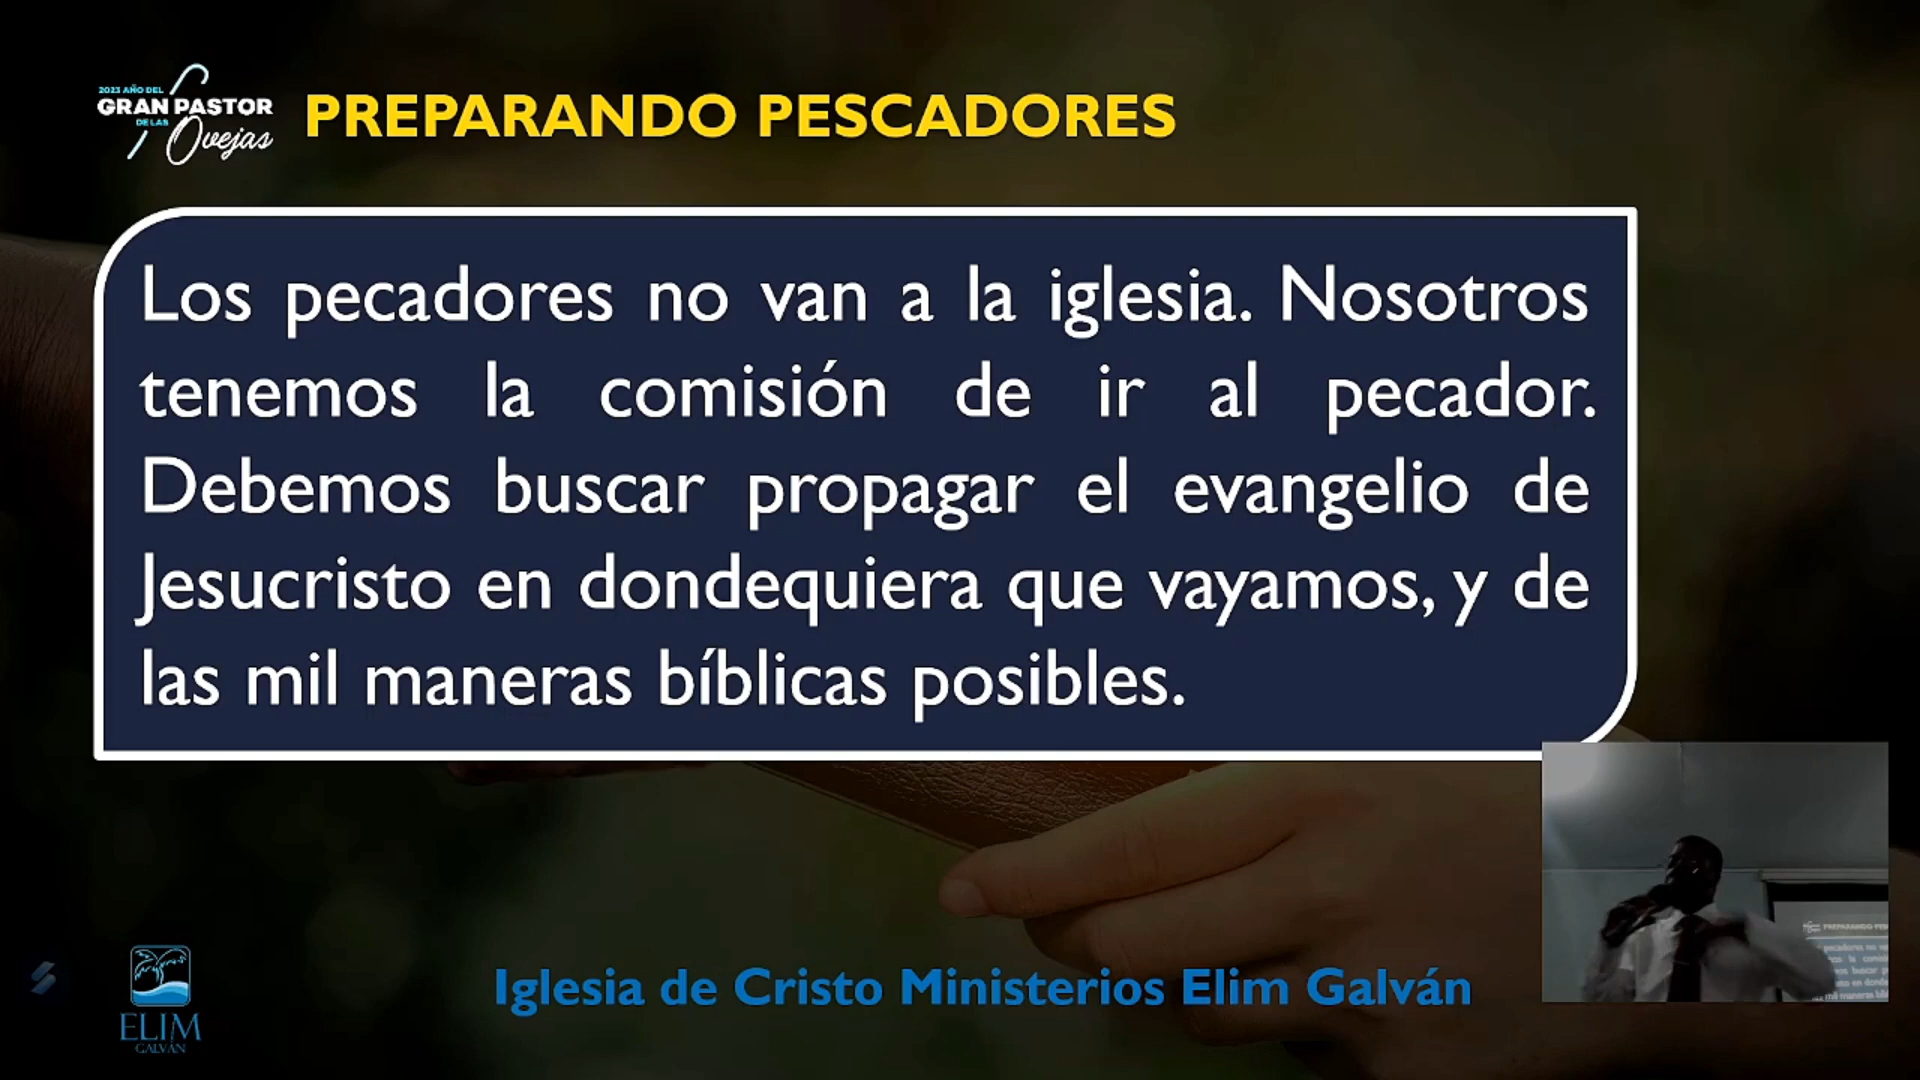 2023 AÑO DEL
GRAN PASTOR
DE LAS
Ovejas
PREPARANDO PESCADORES
Los pecadores no van a la iglesia. Nosotros
tenemos la comisión de ir al pecador.
Debemos buscar propagar el evangelio de
Jesucristo en dondequiera que vayamos, y de
las mil maneras bíblicas posibles.
ELIM
GALVÁN
Iglesia de Cristo Ministerios Elim Galván
PREPARANDO PES